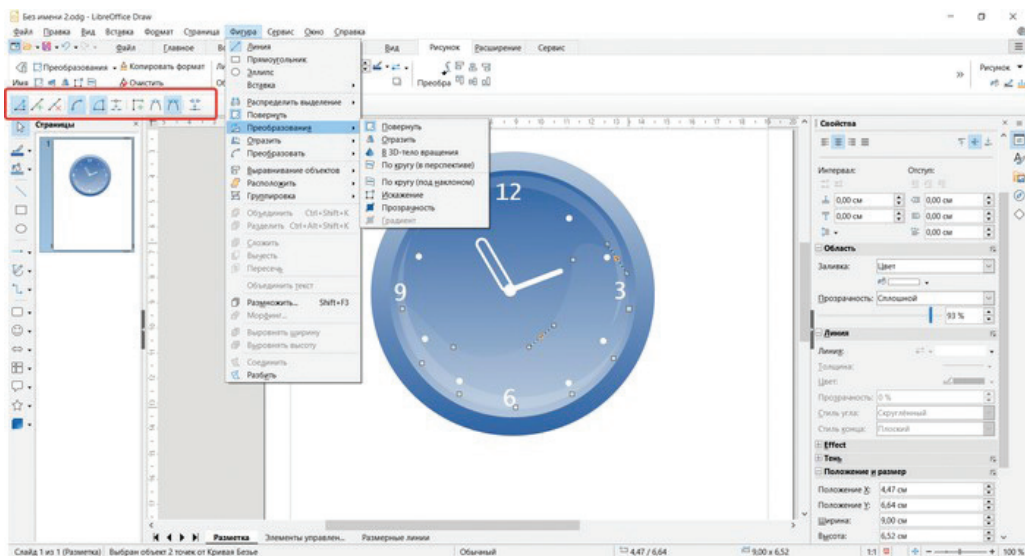 Без имени 2.odg - LibreOffice Draw
Файл Правка Вид Вставка Формат Страница Фигура Сервис Окно Справка
Файл Главное Вид Рисунок Расширение Сервис
Преобразования Копировать формат Преобра Рисунок
Имя Очистить
Страницы
1
Линия
Прямоугольник
Эллипс
Вставка
Распределить выделение
Повернуть
Преобразования
Отразить
Преобразовать
Выравнивание объектов
Расположить
Группировка
Объединить Ctrl+Shift+K
Разделить Ctrl+Alt+Shift+K
Сложить
Вычесть
Пересечь
Объединить текст
Размножить... Shift+F3
Морфинг...
Выровнять ширину
Выровнять высоту
Соединить
Разбить
Повернуть
Отразить
В 3D-тело вращения
По кругу (в перспективе)
По кругу (под наклоном)
Искажение
Прозрачность
Градиент
12
9 3
6
Свойства
Интервал: Отступ:
0,00 см 0,00 см
0,00 см 0,00 см
0,00 см
Область
Заливка: Цвет
Прозрачность: Сплошной
93 %
Линия
Линия:
Толщина:
Цвет:
Прозрачность: 0 %
Стиль угла: Скруглённый
Стиль конца: Плоский
Effect
Тень
Положение и размер
Положение X: 4,47 см
Положение Y: 6,64 см
Ширина: 9,00 см
Высота: 6,52 см
Разметка Элементы управлен... Размерные линии
Слайд 1 из 1 (Разметка) Выбран объект 2 точек от Кривая Безье Обычный 4,47 / 6,64 9,00 x 6,52 1:1 100 %